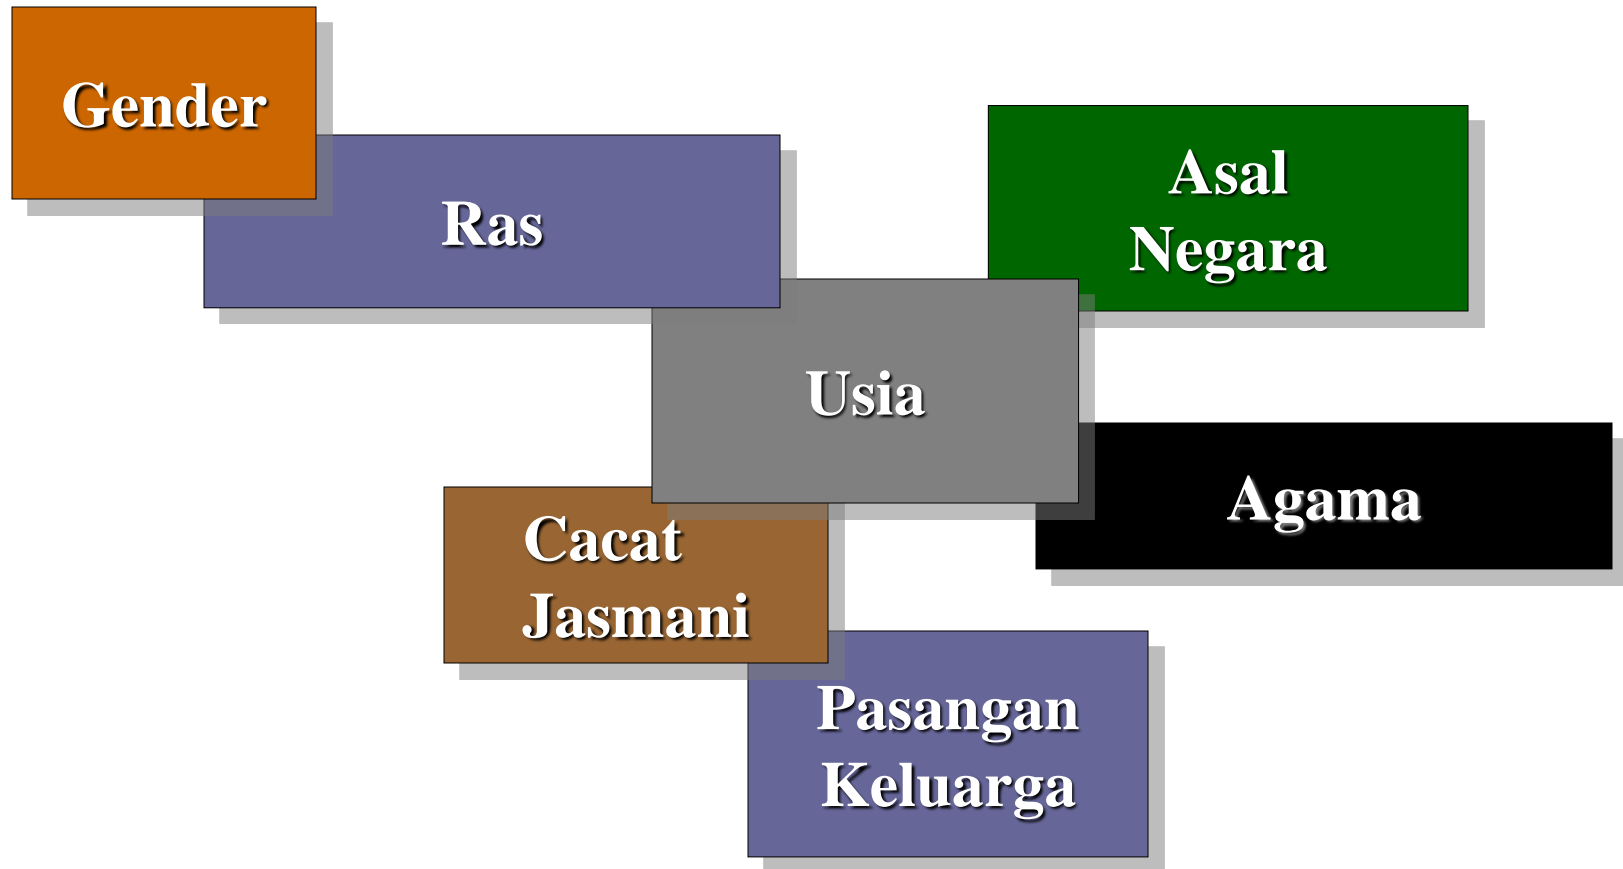 Gender
Ras
Asal
Negara
Usia
Agama
Cacat
Jasmani
Pasangan
Keluarga